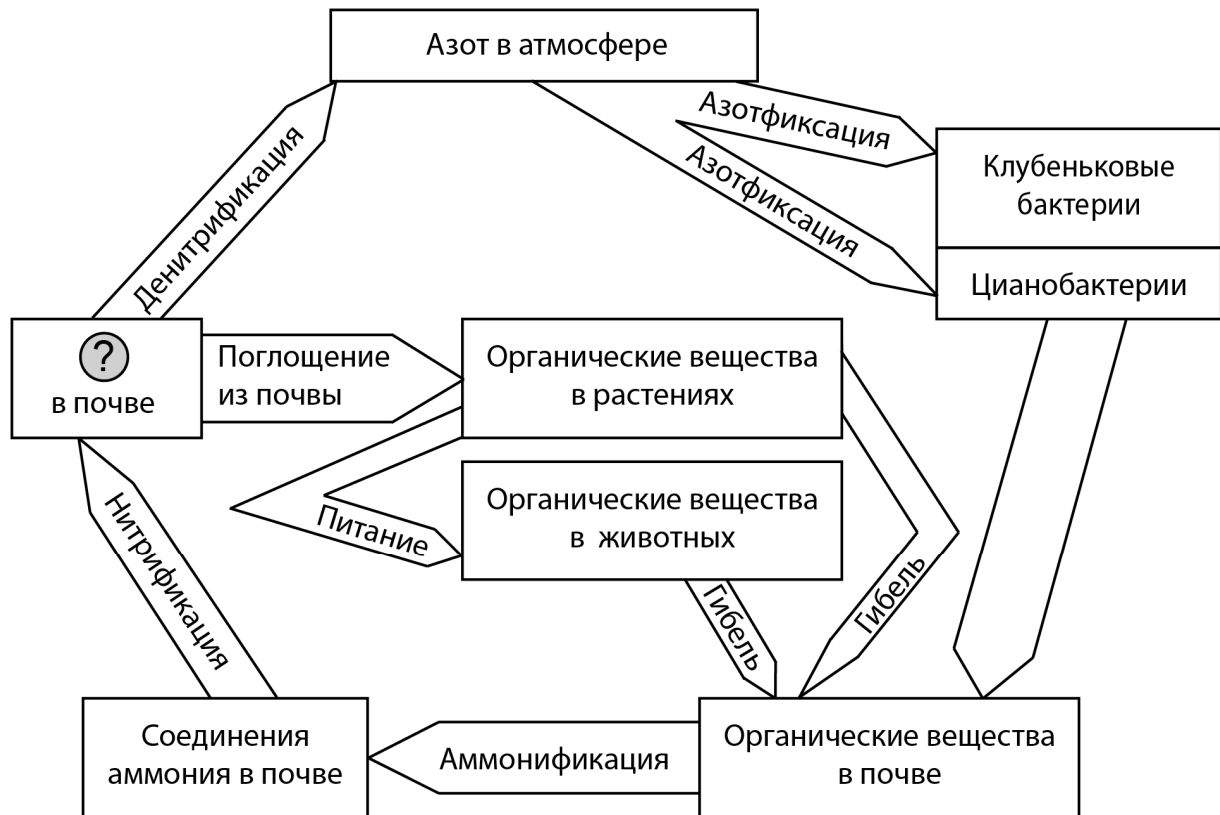 Азот в атмосфере
Азотфиксация
Азотфиксация
Клубеньковые
бактерии
Цианобактерии
Денитрификация
?
в почве
Поглощение
из почвы
Органические вещества
в растениях
Органические вещества
в животных
Питание
Гибель
Гибель
Нитрификация
Соединения
аммония в почве
Аммонификация
Органические вещества
в почве